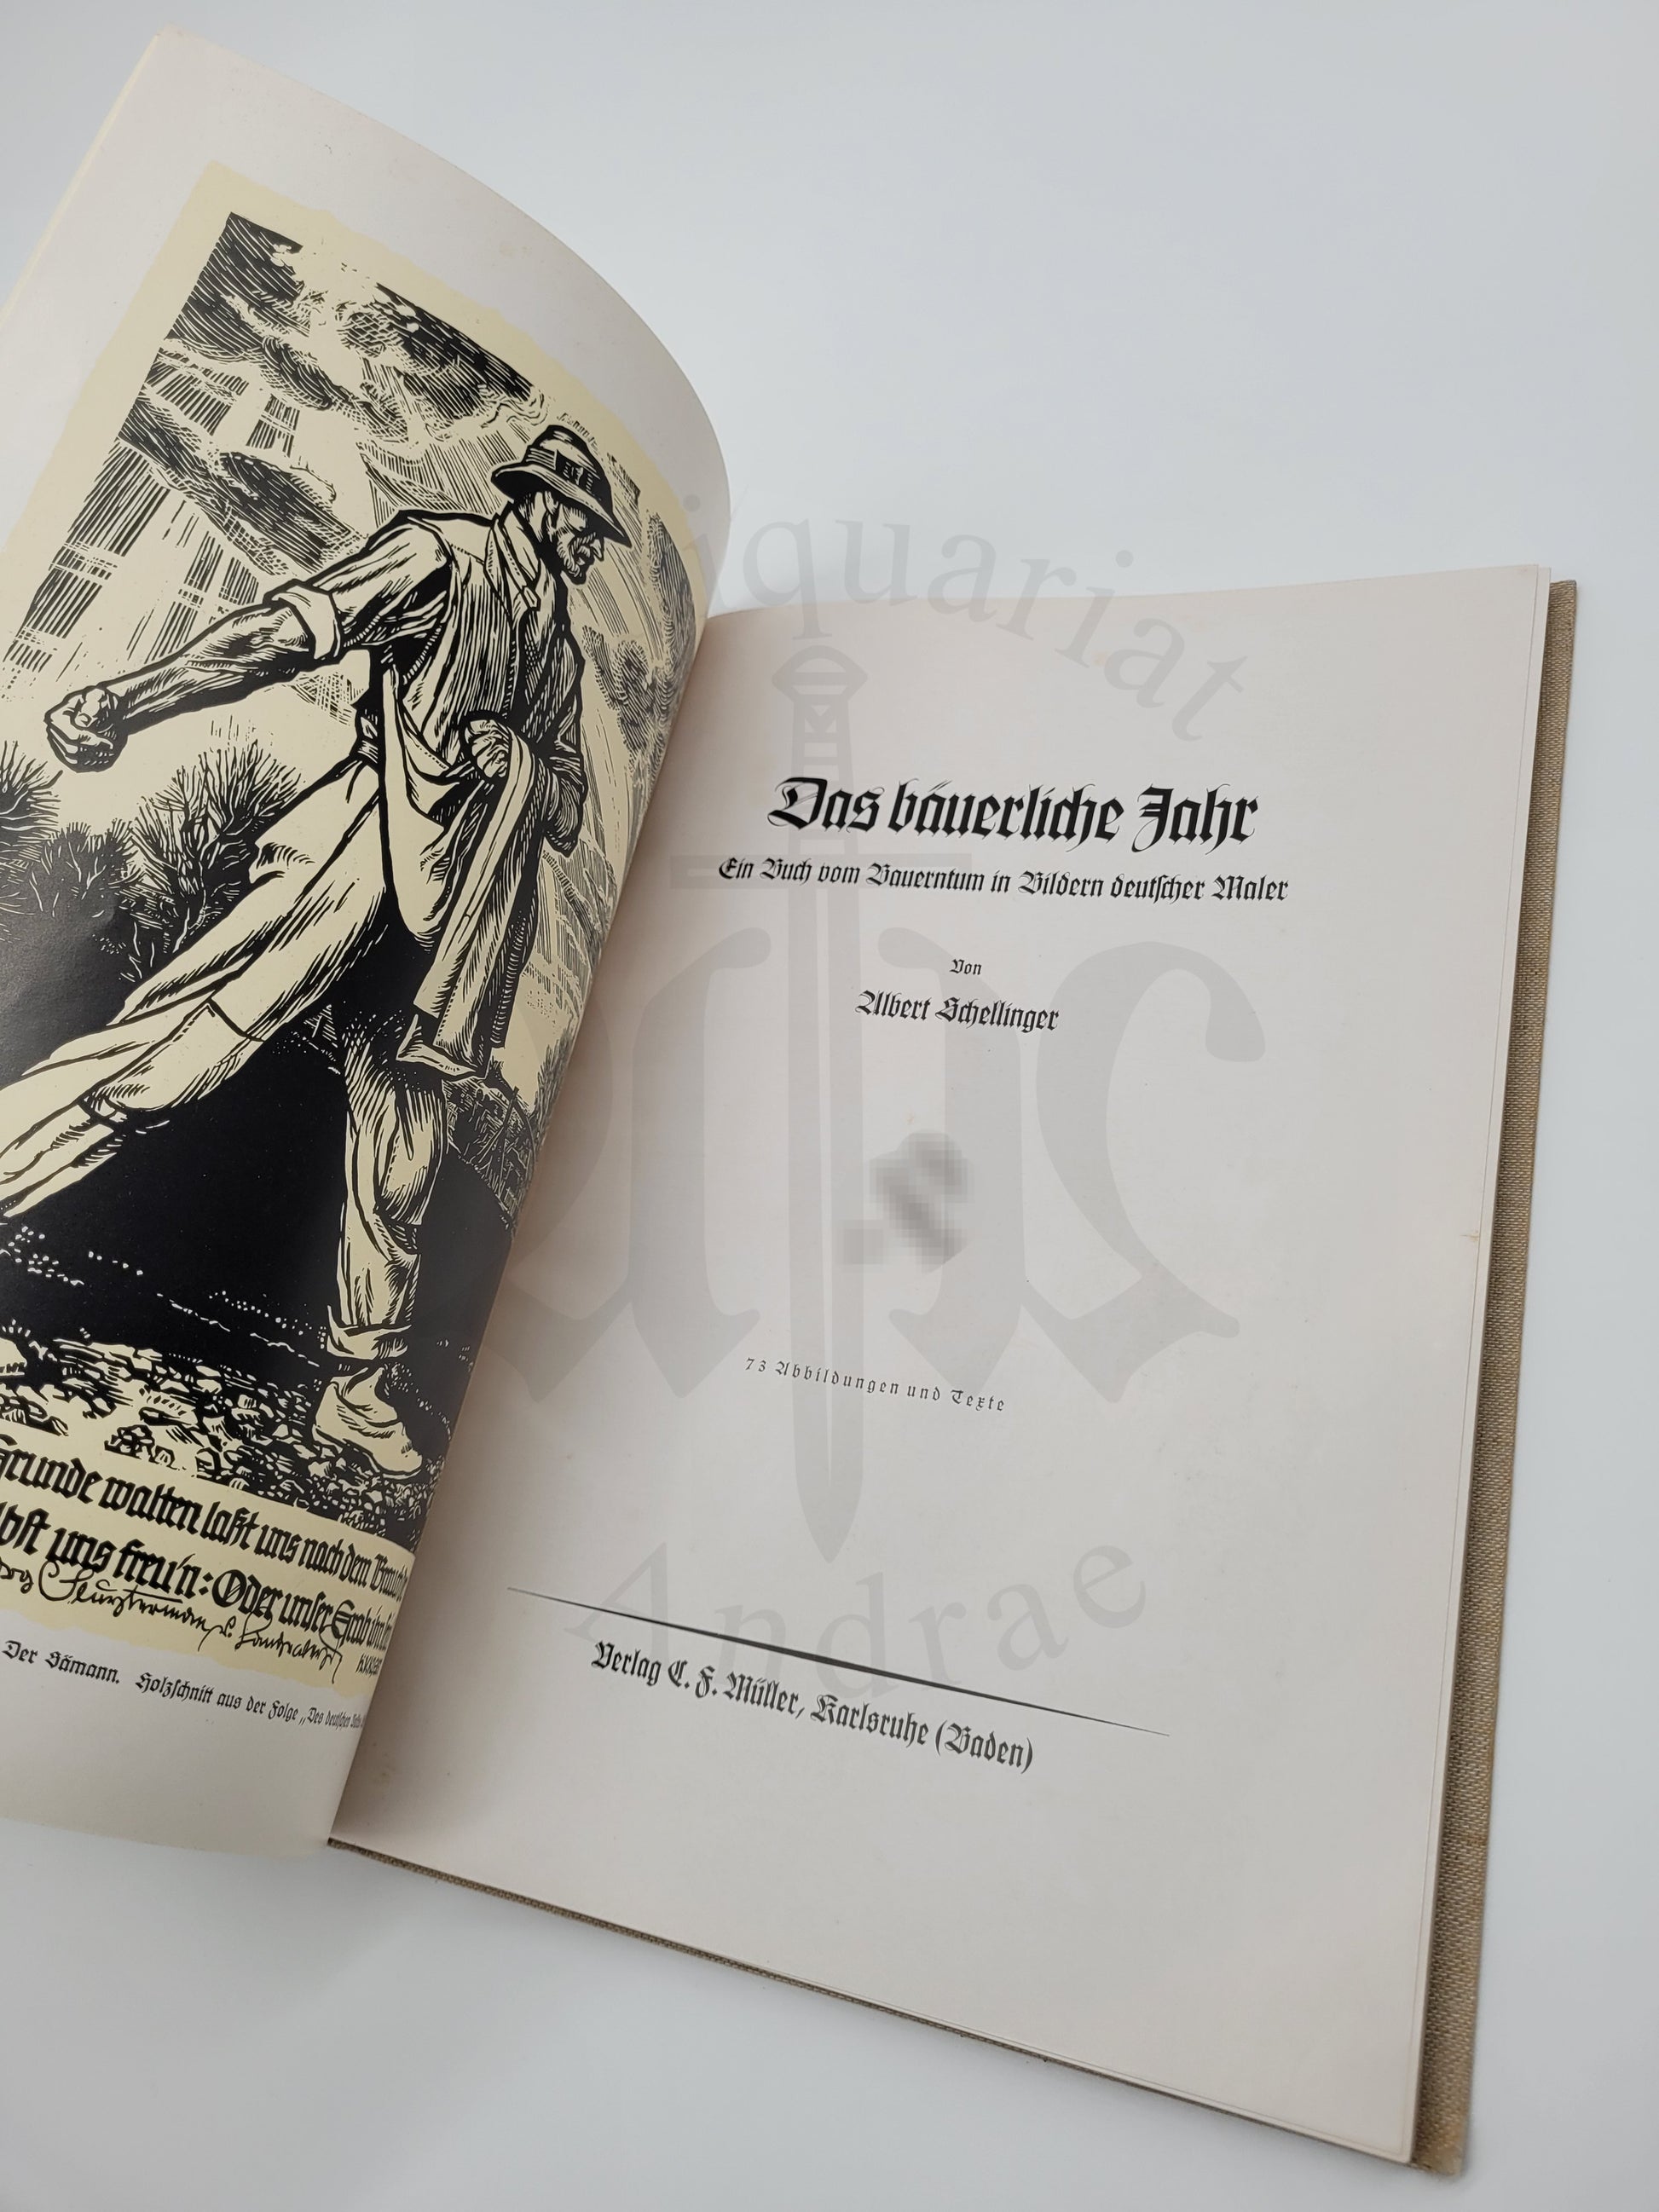 Grunde walten laßt uns nach dem
uns freu'n: Oder unser Grab
Der Sämann. Holzschnitt aus der Folge „Des deutschen
Das bäuerliche Jahr
Ein Buch vom Bauerntum in Bildern deutscher Maler
Von
Albert Schellinger
73 Abbildungen und Texte
Verlag C. F. Müller, Karlsruhe (Baden)
Andrae